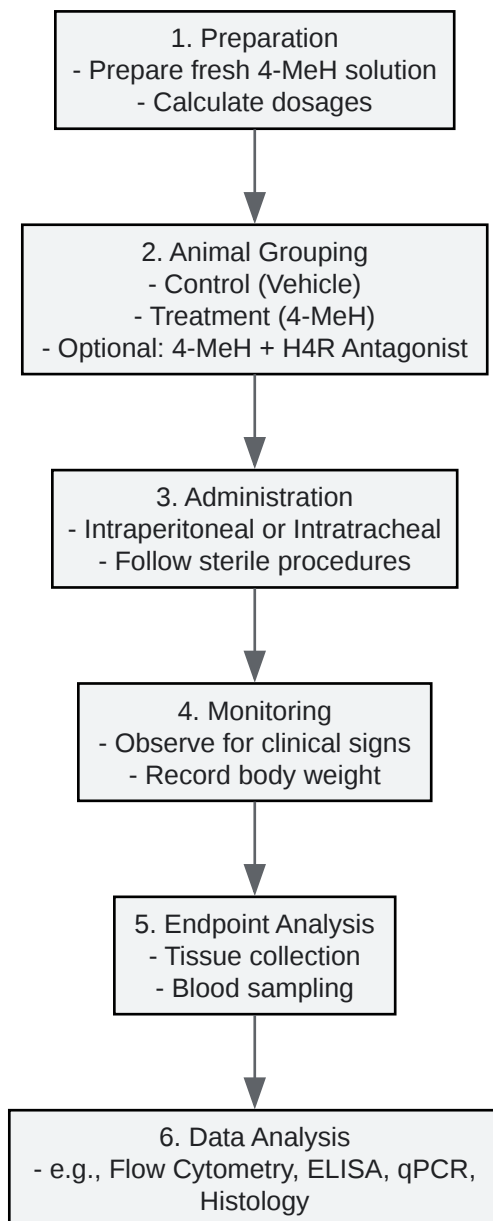 1. Preparation
- Prepare fresh 4-MeH solution
- Calculate dosages
2. Animal Grouping
- Control (Vehicle)
- Treatment (4-MeH)
- Optional: 4-MeH + H4R Antagonist
3. Administration
- Intraperitoneal or Intratracheal
- Follow sterile procedures
4. Monitoring
- Observe for clinical signs
- Record body weight
5. Endpoint Analysis
- Tissue collection
- Blood sampling
6. Data Analysis
- e.g., Flow Cytometry, ELISA, qPCR,
Histology